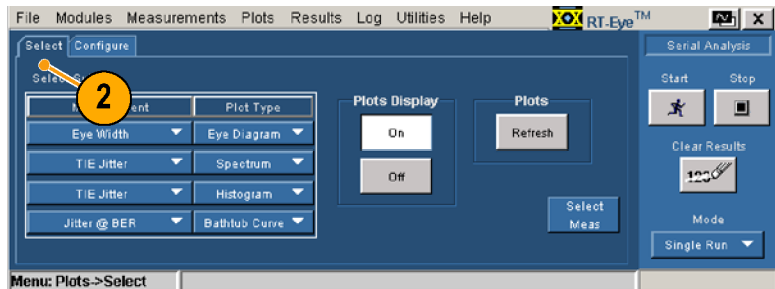 File Modules Measurements Plots Results Log Utilities Help RT-Eye™ X
Select Configure
Serial Analysis
2
Start Stop
Plot Type
Plots Display
Plots
Eye Width Eye Diagram
On
Refresh
Clear Results
TIE Jitter Spectrum
Off
TIE Jitter Histogram
Select
Meas
Mode
Jitter @ BER Bathtub Curve
Single Run
Menu: Plots->Select